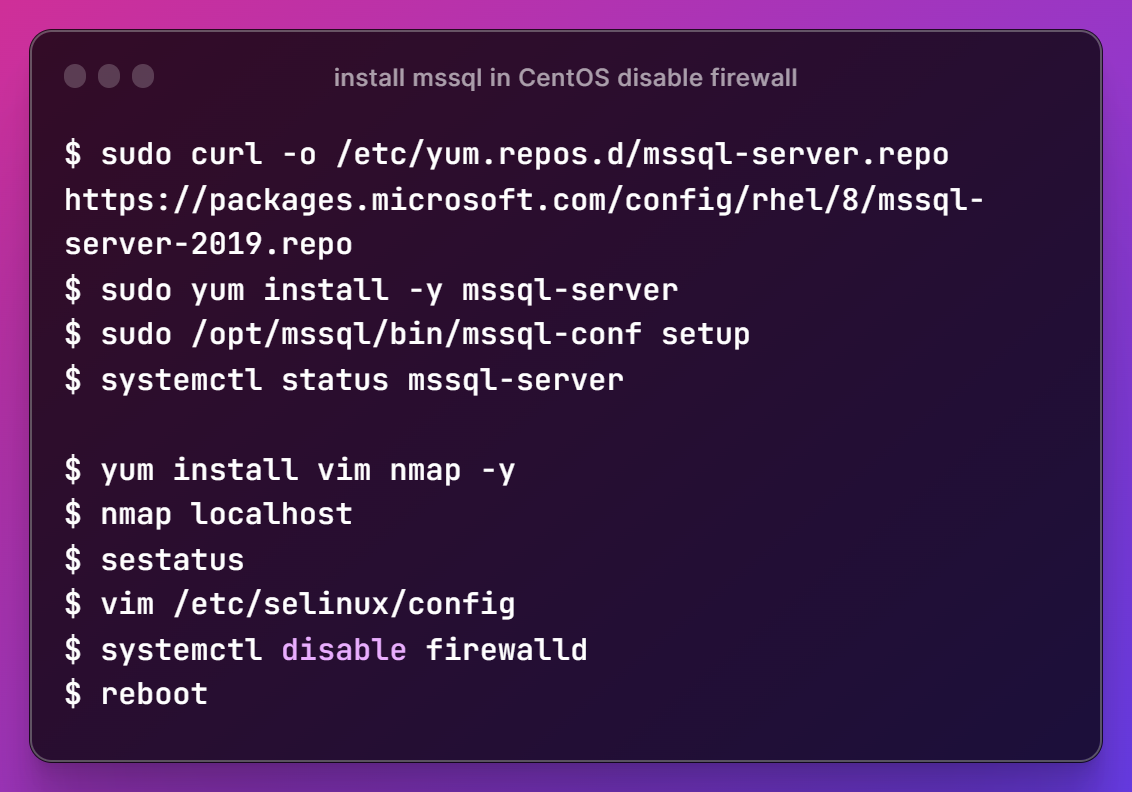 install mssql in CentOS disable firewall
$ sudo curl -o /etc/yum.repos.d/mssql-server.repo
https://packages.microsoft.com/config/rhel/8/mssql-
server-2019.repo
$ sudo yum install -y mssql-server
$ sudo /opt/mssql/bin/mssql-conf setup
$ systemctl status mssql-server
$ yum install vim nmap -y
$ nmap localhost
$ sestatus
$ vim /etc/selinux/config
$ systemctl disable firewalld
$ reboot